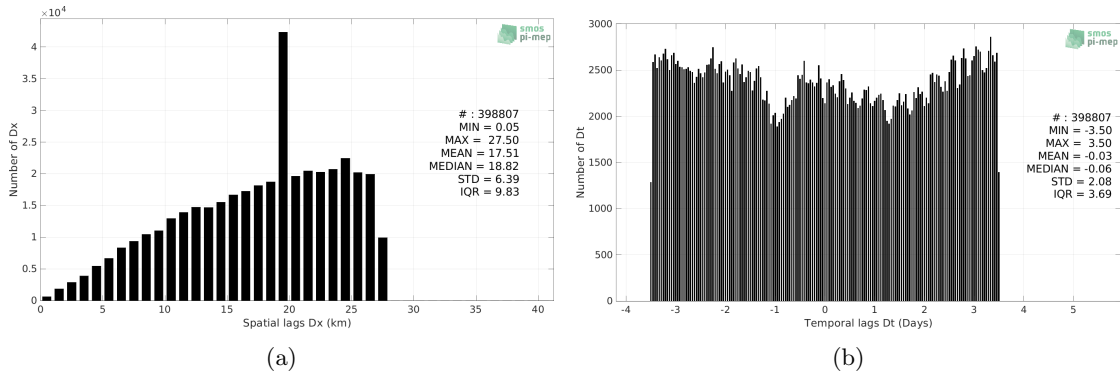 ×10⁴
4
3.5
3
2.5
2
1.5
1
0.5
0
Number of Dx
0 5 10 15 20 25 30 35 40
Spatial lags Dx (km)
smos
pi-mep
# : 398807
MIN = 0.05
MAX = 27.50
MEAN = 17.51
MEDIAN = 18.82
STD = 6.39
IQR = 9.83
(a)
3000
2500
2000
1500
1000
500
0
Number of Dt
-4 -3 -2 -1 0 1 2 3 4 5
Temporal lags Dt (Days)
smos
pi-mep
# : 398807
MIN = -3.50
MAX = 3.50
MEAN = -0.03
MEDIAN = -0.06
STD = 2.08
IQR = 3.69
(b)